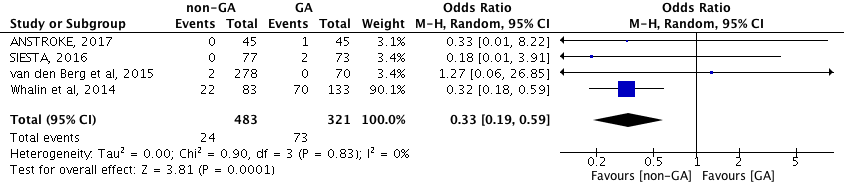 non-GA GA Odds Ratio Odds Ratio
Study or Subgroup Events Total Events Total Weight M-H, Random, 95% CI M-H, Random, 95% CI
ANSTROKE, 2017 0 45 1 45 3.1% 0.33 [0.01, 8.22]
SIESTA, 2016 0 77 2 73 3.4% 0.18 [0.01, 3.91]
van den Berg et al, 2015 2 278 0 70 3.4% 1.27 [0.06, 26.85]
Whalin et al, 2014 22 83 70 133 90.1% 0.32 [0.18, 0.59]
Total (95% CI) 483 321 100.0% 0.33 [0.19, 0.59]
Total events 24 73
Heterogeneity: Tau² = 0.00; Chi² = 0.90, df = 3 (P = 0.83); I² = 0%
Test for overall effect: Z = 3.81 (P = 0.0001)
0.2 0.5 1 2 5
Favours [non-GA] Favours [GA]